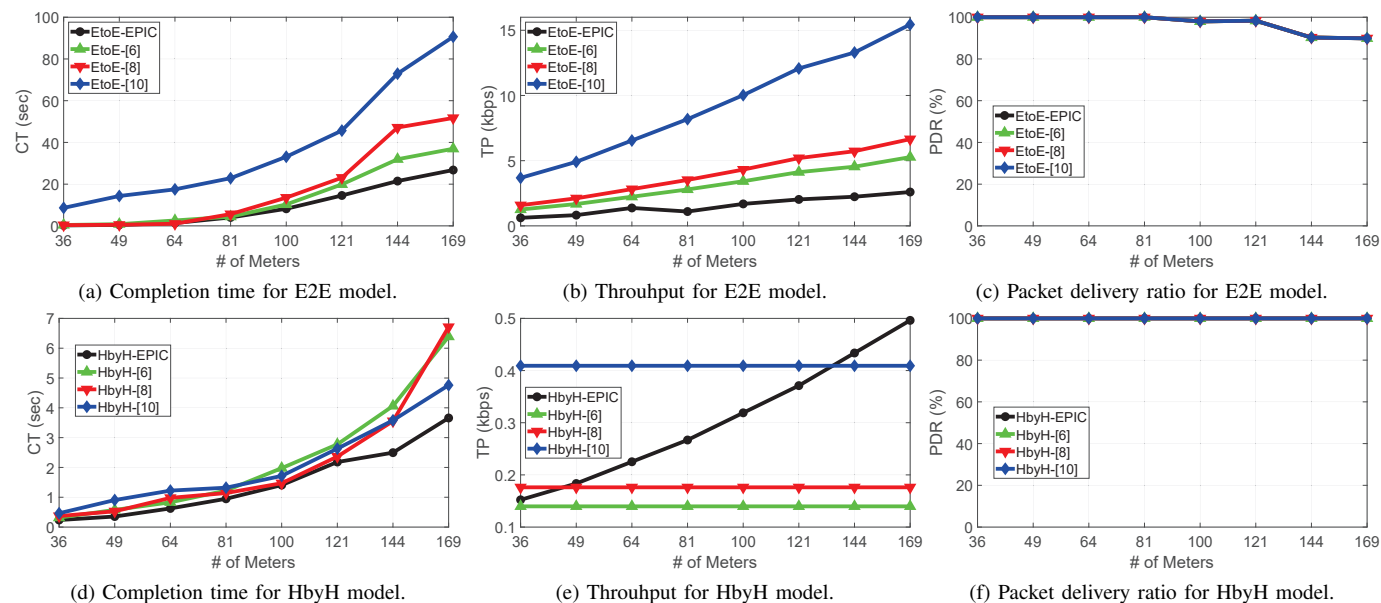 100
80
60
40
20
0
CT (sec)
EtoE-EPIC
EtoE-[6]
EtoE-[8]
EtoE-[10]
36 49 64 81 100 121 144 169
# of Meters
(a) Completion time for E2E model.
15
10
5
0
TP (kbps)
EtoE-EPIC
EtoE-[6]
EtoE-[8]
EtoE-[10]
36 49 64 81 100 121 144 169
# of Meters
(b) Throuhput for E2E model.
100
80
60
40
20
0
PDR (%)
EtoE-EPIC
EtoE-[6]
EtoE-[8]
EtoE-[10]
36 49 64 81 100 121 144 169
# of Meters
(c) Packet delivery ratio for E2E model.
7
6
5
4
3
2
1
0
CT (sec)
HbyH-EPIC
HbyH-[6]
HbyH-[8]
HbyH-[10]
36 49 64 81 100 121 144 169
# of Meters
(d) Completion time for HbyH model.
0.5
0.4
0.3
0.2
0.1
TP (kbps)
HbyH-EPIC
HbyH-[6]
HbyH-[8]
HbyH-[10]
36 49 64 81 100 121 144 169
# of Meters
(e) Throuhput for HbyH model.
100
80
60
40
20
0
PDR (%)
HbyH-EPIC
HbyH-[6]
HbyH-[8]
HbyH-[10]
36 49 64 81 100 121 144 169
# of Meters
(f) Packet delivery ratio for HbyH model.